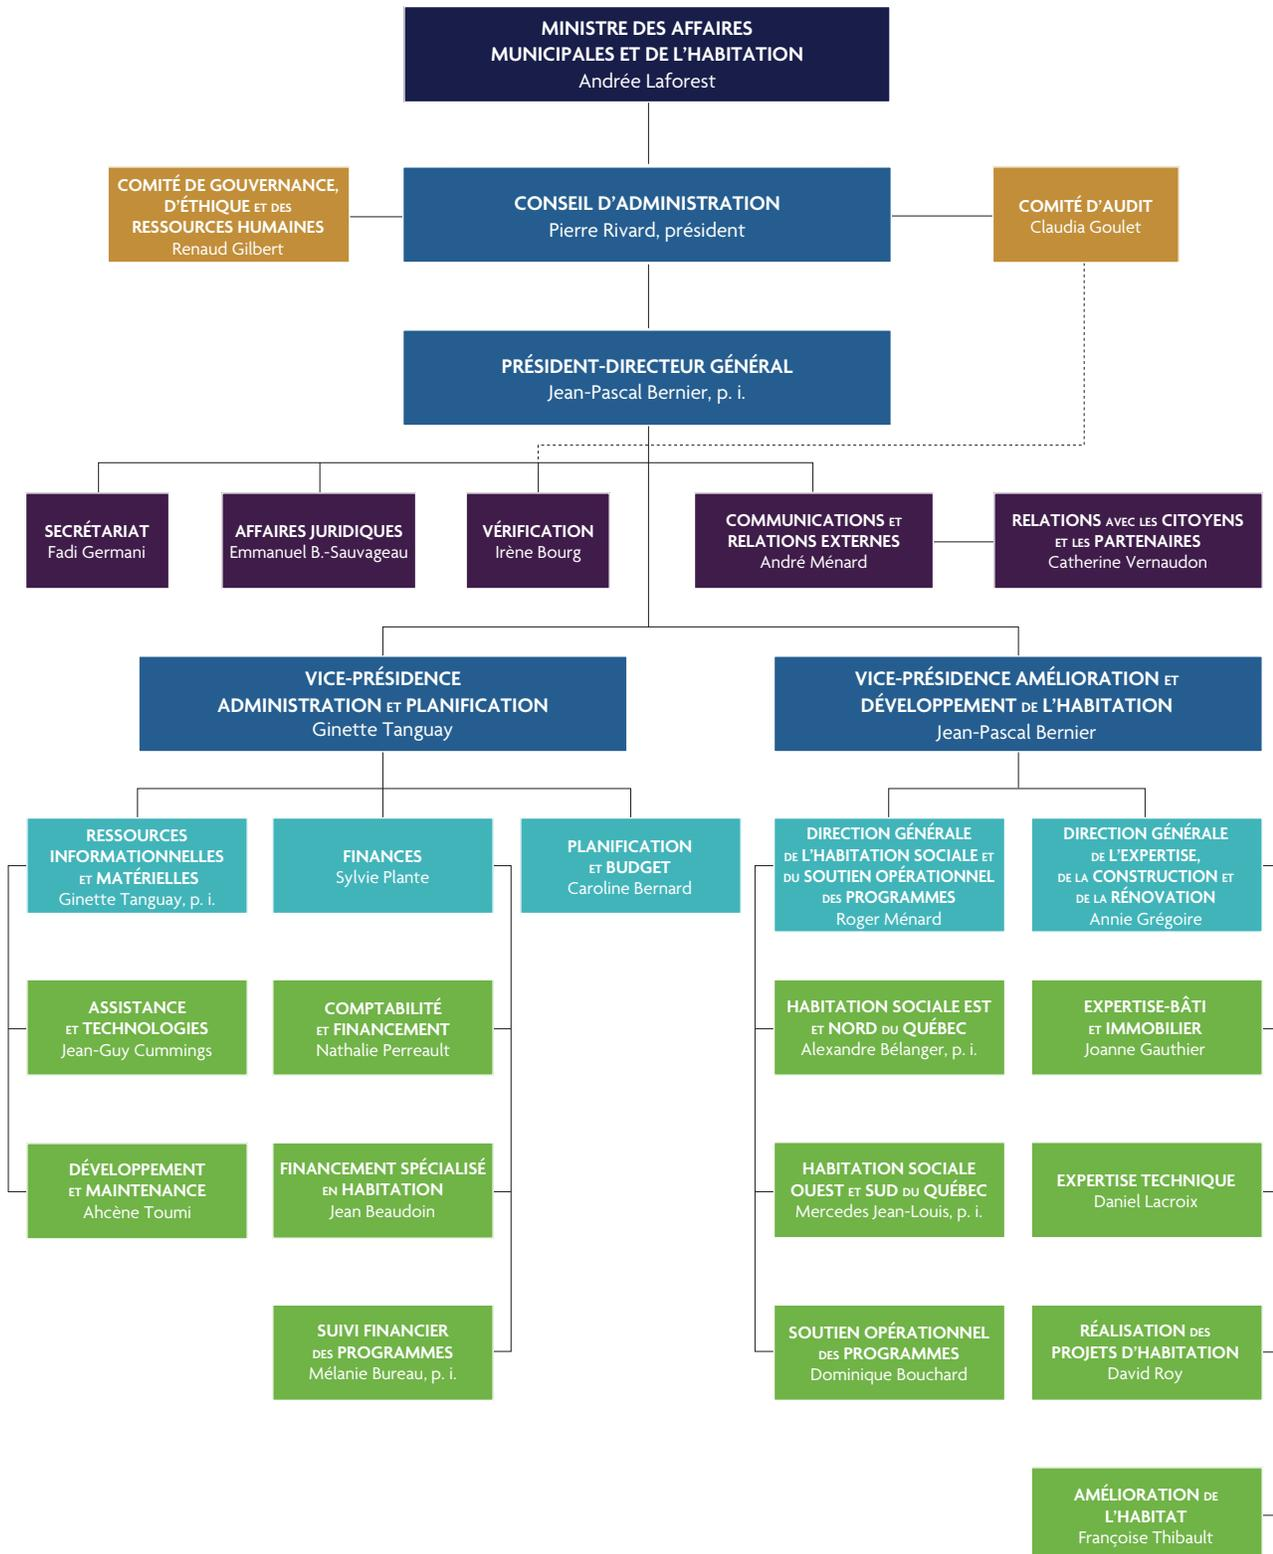 MINISTRE DES AFFAIRES
MUNICIPALES ET DE L'HABITATION
Andrée Laforest
COMITÉ DE GOUVERNANCE,
D'ÉTHIQUE ET DES
RESSOURCES HUMAINES
Renaud Gilbert
CONSEIL D'ADMINISTRATION
Pierre Rivard, président
COMITÉ D'AUDIT
Claudia Goulet
PRÉSIDENT-DIRECTEUR GÉNÉRAL
Jean-Pascal Bernier, p. i.
SECRÉTARIAT
Fadi Germani
AFFAIRES JURIDIQUES
Emmanuel B.-Sauvageau
VÉRIFICATION
Irène Bourg
COMMUNICATIONS ET
RELATIONS EXTERNES
André Ménard
RELATIONS AVEC LES CITOYENS
ET LES PARTENAIRES
Catherine Vernaudon
VICE-PRÉSIDENCE
ADMINISTRATION ET PLANIFICATION
Ginette Tanguay
VICE-PRÉSIDENCE AMÉLIORATION ET
DÉVELOPPEMENT DE L'HABITATION
Jean-Pascal Bernier
RESSOURCES
INFORMATIONNELLES
ET MATÉRIELLES
Ginette Tanguay, p. i.
FINANCES
Sylvie Plante
PLANIFICATION
ET BUDGET
Caroline Bernard
DIRECTION GÉNÉRALE
DE L'HABITATION SOCIALE ET
DU SOUTIEN OPÉRATIONNEL
DES PROGRAMMES
Roger Ménard
DIRECTION GÉNÉRALE
DE L'EXPERTISE,
DE LA CONSTRUCTION ET
DE LA RÉNOVATION
Annie Grégoire
ASSISTANCE
ET TECHNOLOGIES
Jean-Guy Cummings
COMPTABILITÉ
ET FINANCEMENT
Nathalie Perreault
HABITATION SOCIALE EST
ET NORD DU QUÉBEC
Alexandre Bélanger, p. i.
EXPERTISE-BÂTI
ET IMMOBILIER
Joanne Gauthier
DÉVELOPPEMENT
ET MAINTENANCE
Ahcène Toumi
FINANCEMENT SPÉCIALISÉ
EN HABITATION
Jean Beaudoin
HABITATION SOCIALE
OUEST ET SUD DU QUÉBEC
Mercedes Jean-Louis, p. i.
EXPERTISE TECHNIQUE
Daniel Lacroix
SUIVI FINANCIER
DES PROGRAMMES
Mélanie Bureau, p. i.
SOUTIEN OPÉRATIONNEL
DES PROGRAMMES
Dominique Bouchard
RÉALISATION DES
PROJETS D'HABITATION
David Roy
AMÉLIORATION DE
L'HABITAT
Françoise Thibault